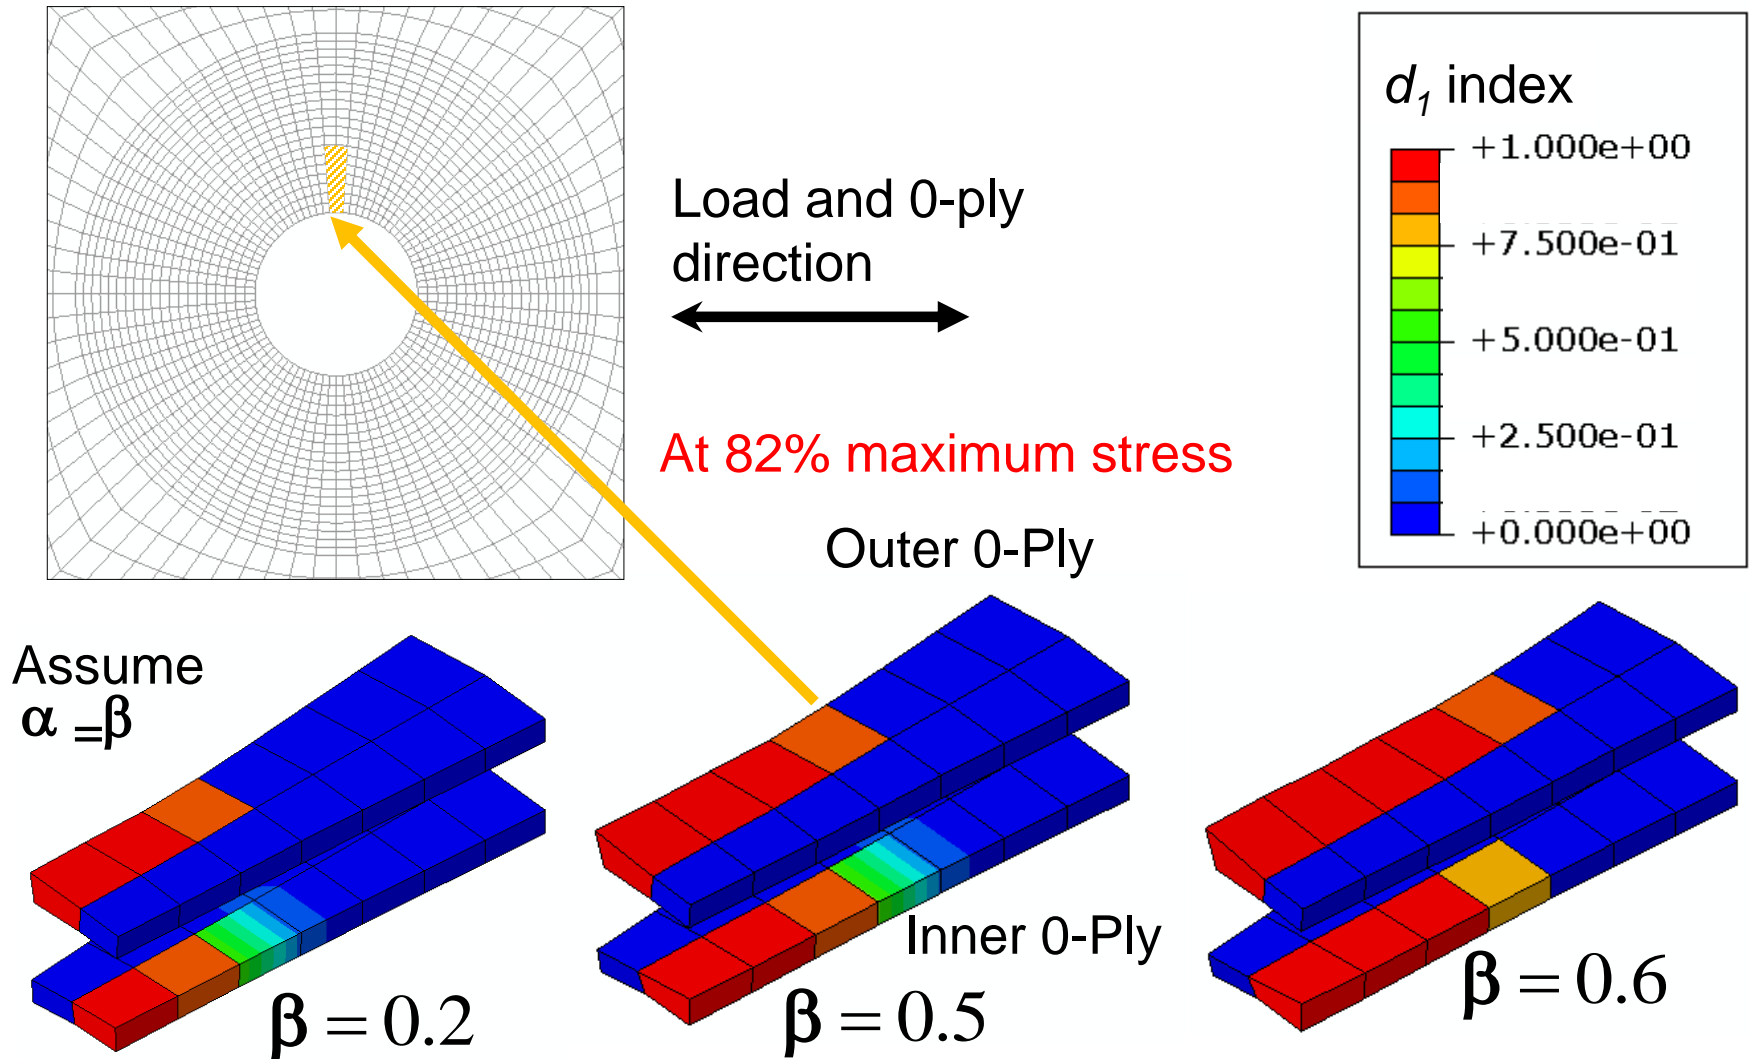 d1 index
+1.000e+00
+7.500e-01
+5.000e-01
+2.500e-01
+0.000e+00
Load and 0-ply
direction
At 82% maximum stress
Outer 0-Ply
Assume
α =β
Inner 0-Ply
β = 0.2
β = 0.5
β = 0.6